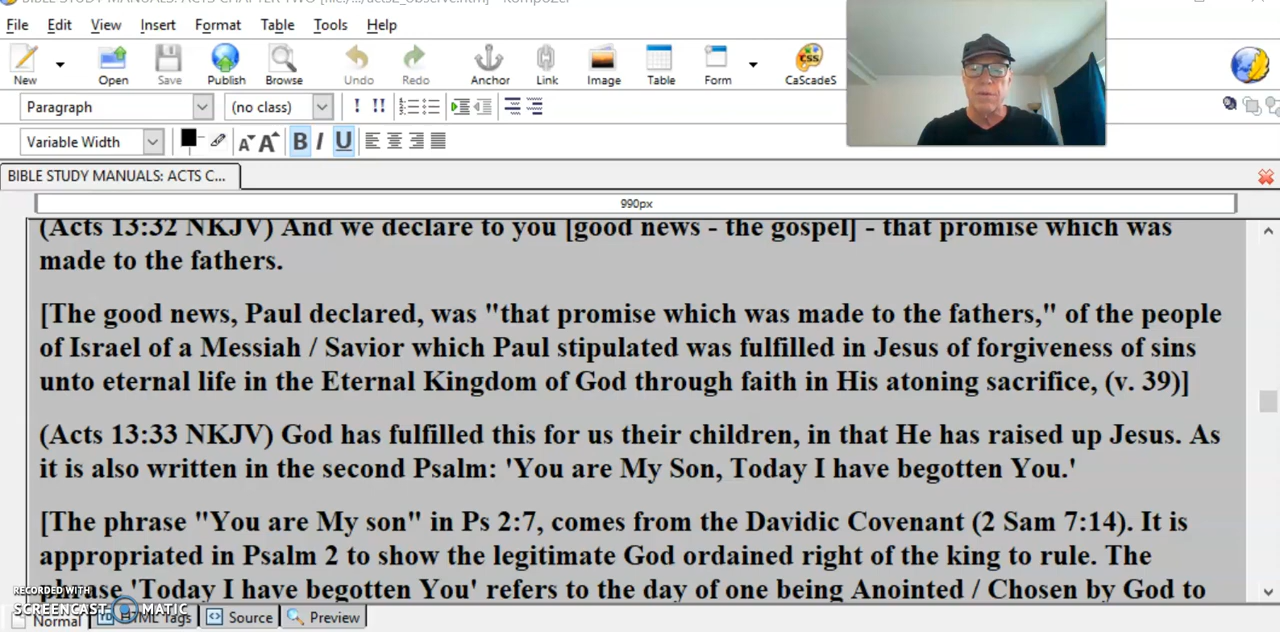 BIBLE STUDY MANUALS: ACTS CHAPTER TWO [file:/.../acts2_observe.htm] - KompoZer
File Edit View Insert Format Table Tools Help
New Open Save Publish Browse Undo Redo Anchor Link Image Table Form CaScadeS
Paragraph (no class) ! !!
Variable Width A A B I U
BIBLE STUDY MANUALS: ACTS C...
990px
(Acts 13:32 NKJV) And we declare to you [good news - the gospel] - that promise which was
made to the fathers.
[The good news, Paul declared, was "that promise which was made to the fathers," of the people
of Israel of a Messiah / Savior which Paul stipulated was fulfilled in Jesus of forgiveness of sins
unto eternal life in the Eternal Kingdom of God through faith in His atoning sacrifice, (v. 39)]
(Acts 13:33 NKJV) God has fulfilled this for us their children, in that He has raised up Jesus. As
it is also written in the second Psalm: 'You are My Son, Today I have begotten You.'
[The phrase "You are My son" in Ps 2:7, comes from the Davidic Covenant (2 Sam 7:14). It is
appropriated in Psalm 2 to show the legitimate God ordained right of the king to rule. The
phrase 'Today I have begotten You' refers to the day of one being Anointed / Chosen by God to
RECORDED WITH
SCREENCAST MATIC
Normal HTML Tags Source Preview